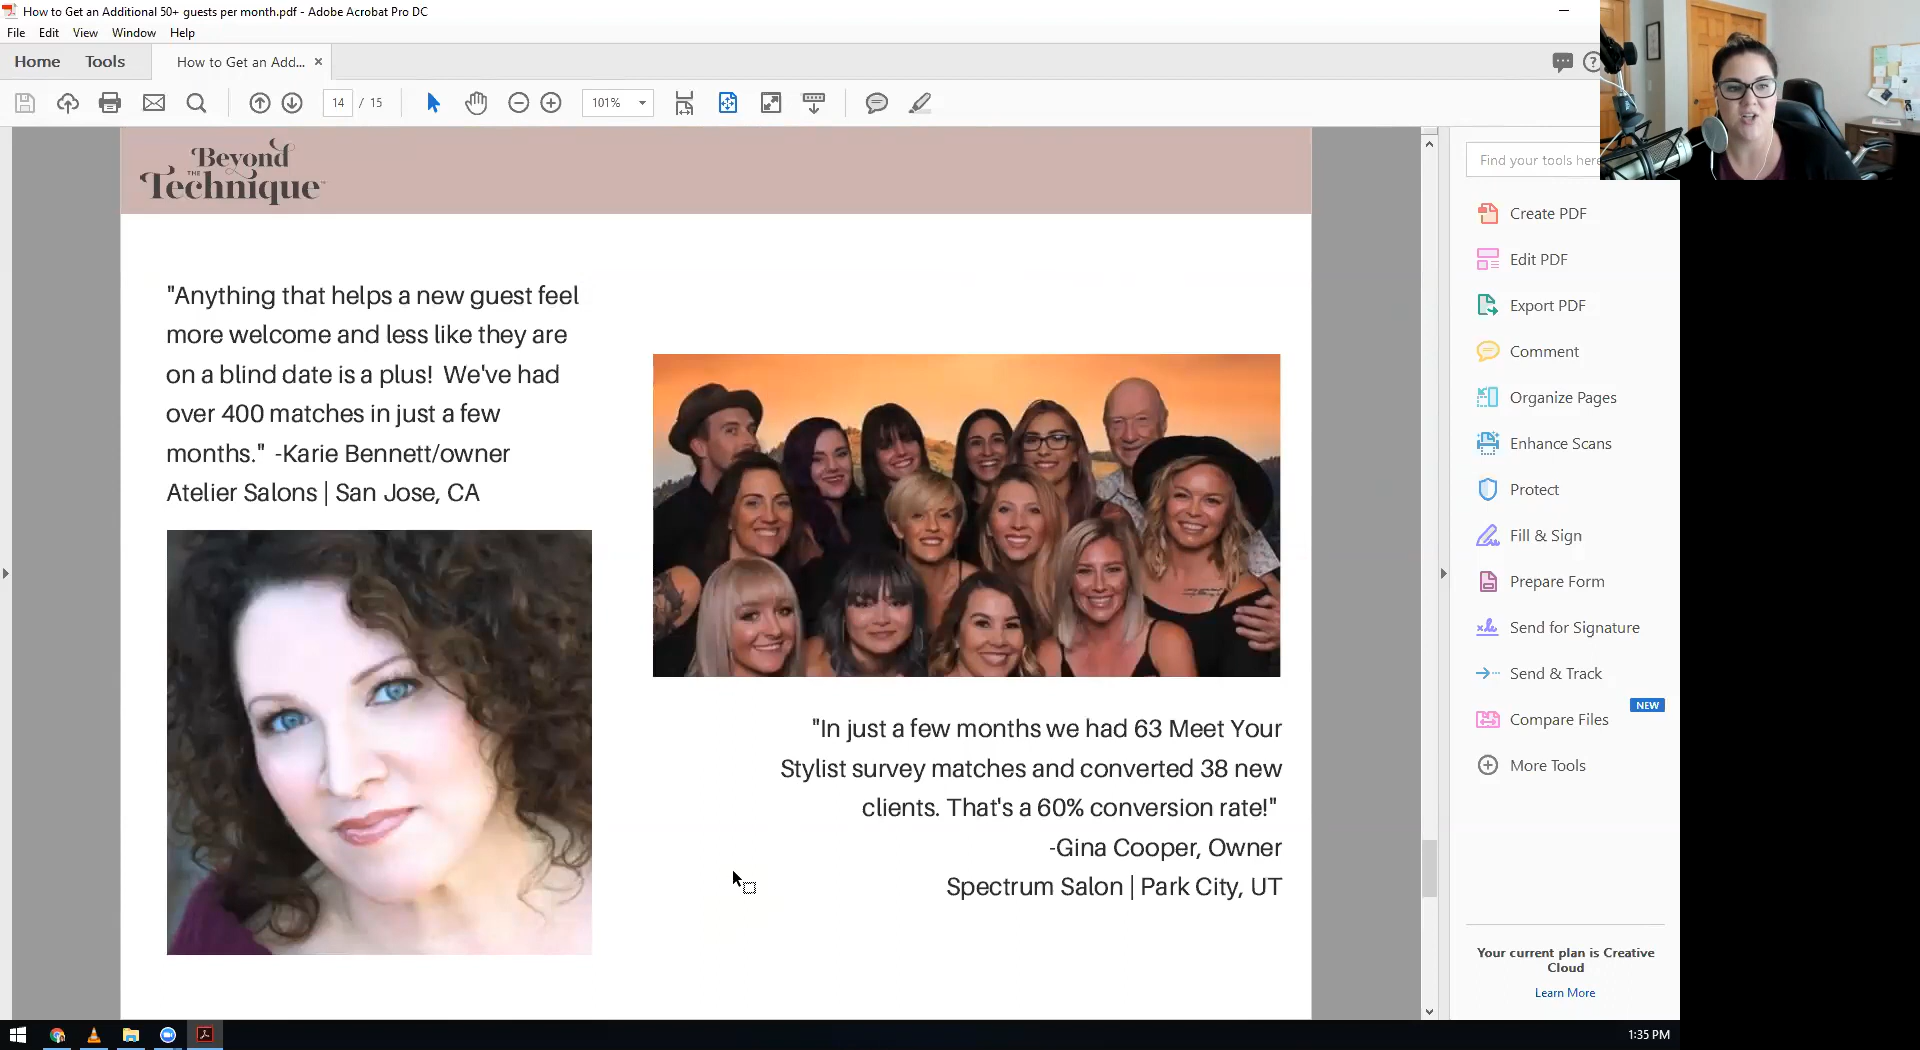 How to Get an Additional 50+ guests per month.pdf - Adobe Acrobat Pro DC
File Edit View Window Help
Home Tools How to Get an Add... ×
14 / 15 101%
Find your tools here
Beyond
THE
Technique
"Anything that helps a new guest feel
more welcome and less like they are
on a blind date is a plus! We've had
over 400 matches in just a few
months." -Karie Bennett/owner
Atelier Salons | San Jose, CA
"In just a few months we had 63 Meet Your
Stylist survey matches and converted 38 new
clients. That's a 60% conversion rate!"
-Gina Cooper, Owner
Spectrum Salon | Park City, UT
Create PDF
Edit PDF
Export PDF
Comment
Organize Pages
Enhance Scans
Protect
Fill & Sign
Prepare Form
Send for Signature
Send & Track
NEW
Compare Files
More Tools
Your current plan is Creative
Cloud
Learn More
1:35 PM